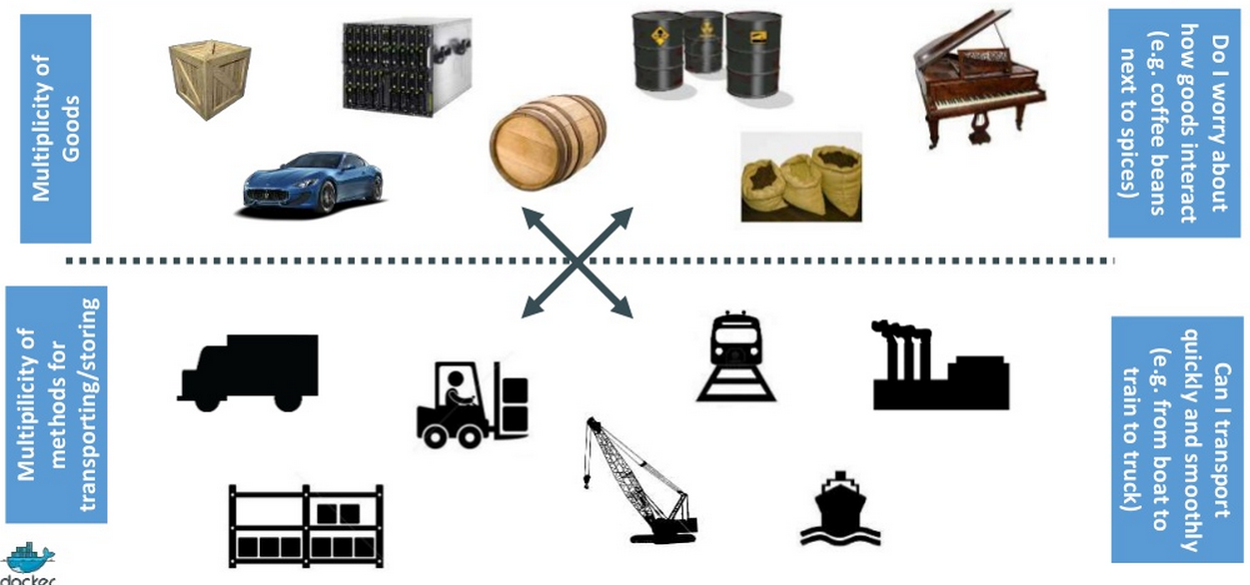 Multiplicity of
Goods
Do I worry about
how goods interact
(e.g. coffee beans
next to spices)
Multipilicity of
methods for
transporting/storing
Can I transport
quickly and smoothly
(e.g. from boat to
train to truck)
docker